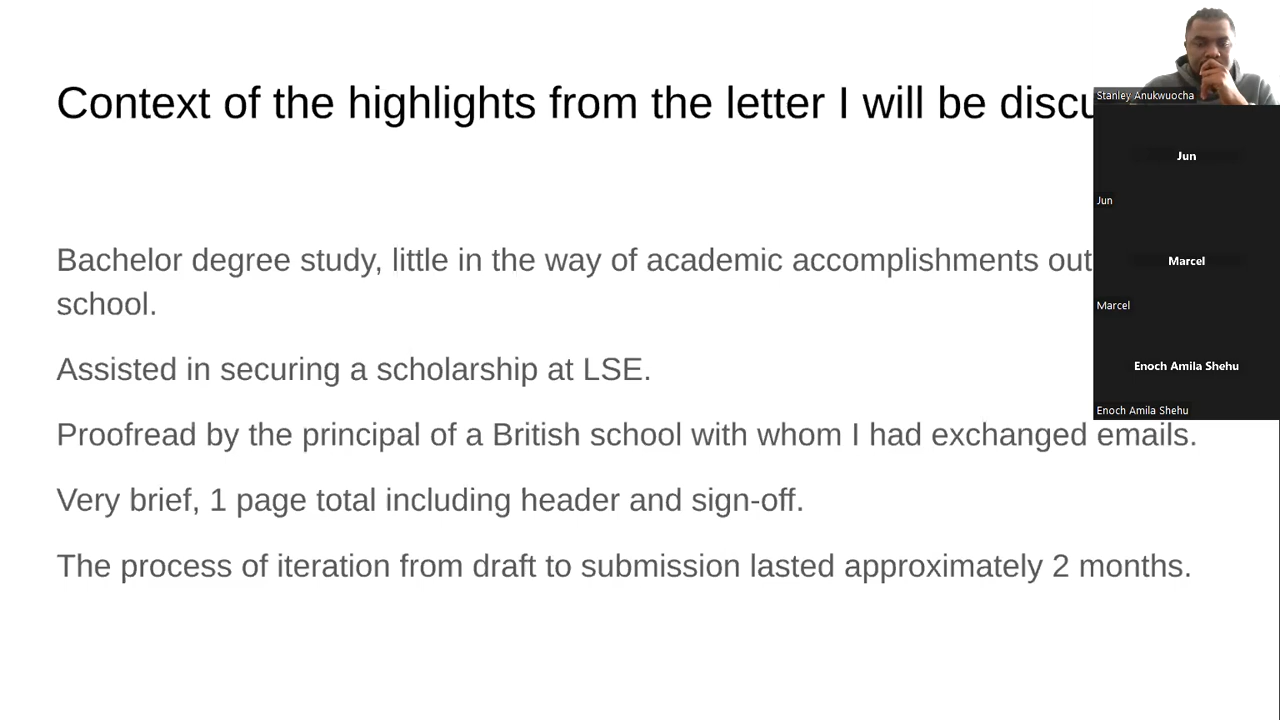 Context of the highlights from the letter I will be
Stanley Anukwuocha
Jun
Jun
Marcel
Marcel
Enoch Amila Shehu
Enoch Amila Shehu
Bachelor degree study, little in the way of academic accomplishments out
school.
Assisted in securing a scholarship at LSE.
Proofread by the principal of a British school with whom I had exchanged emails.
Very brief, 1 page total including header and sign-off.
The process of iteration from draft to submission lasted approximately 2 months.